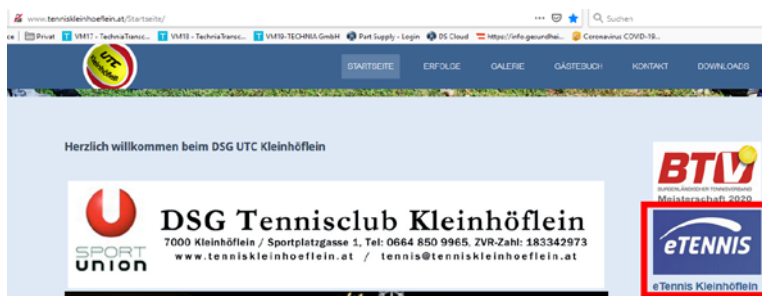 www.tenniskleinhoeflein.at/Startseite/
Suchen
Privat VM17 - TechniaTransc... VM18 - TechniaTransc... VM19-TECHNIA GmbH Part Supply - Login DS Cloud https://info.gesundhei... Coronavirus COVID-19...
UTC
Kleinhöflein
STARTSEITE ERFOLGE GALERIE GÄSTEBUCH KONTAKT DOWNLOADS
Herzlich willkommen beim DSG UTC Kleinhöflein
BTV
BURGENLÄNDISCHER TENNISVERBAND
Meisterschaft 2020
SPORT
UNION
DSG Tennisclub Kleinhöflein
7000 Kleinhöflein / Sportplatzgasse 1, Tel: 0664 850 9965, ZVR-Zahl: 183342973
www.tenniskleinhoeflein.at / tennis@tenniskleinhoeflein.at
eTENNIS
eTennis Kleinhöflein